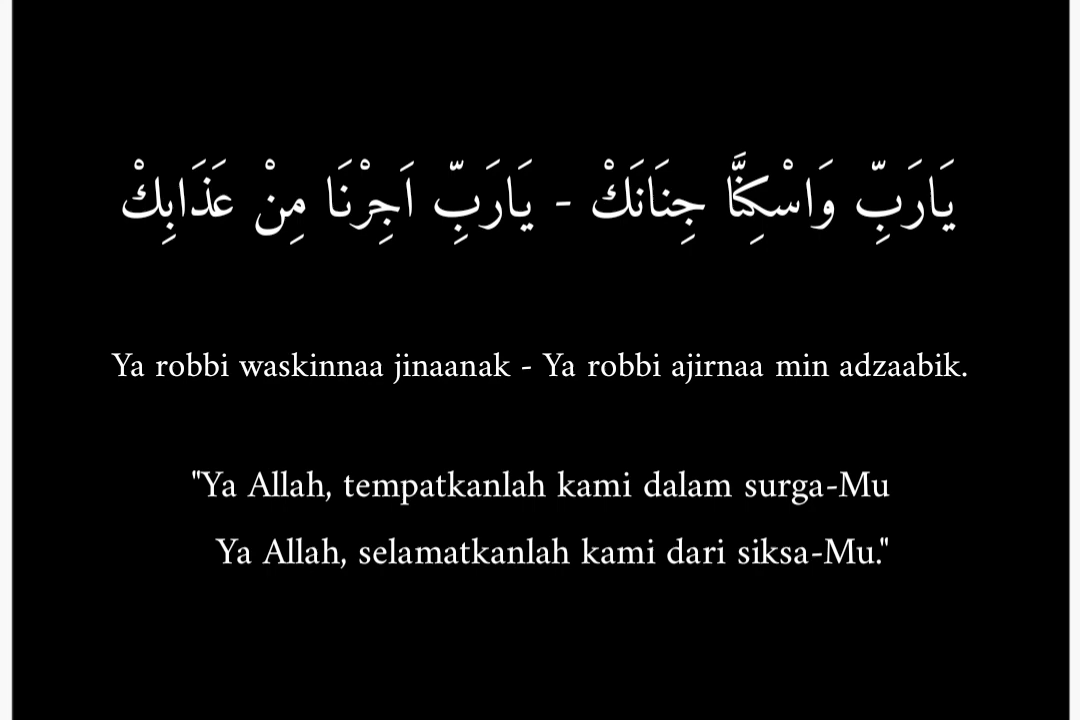 يَارَبِّ وَاسْكِنَّا جِنَانَكْ - يَارَبِّ اَجِرْنَا مِنْ عَذَابِكْ
Ya robbi waskinnaa jinaanak - Ya robbi ajirnaa min adzaabik.
"Ya Allah, tempatkanlah kami dalam surga-Mu
Ya Allah, selamatkanlah kami dari siksa-Mu."